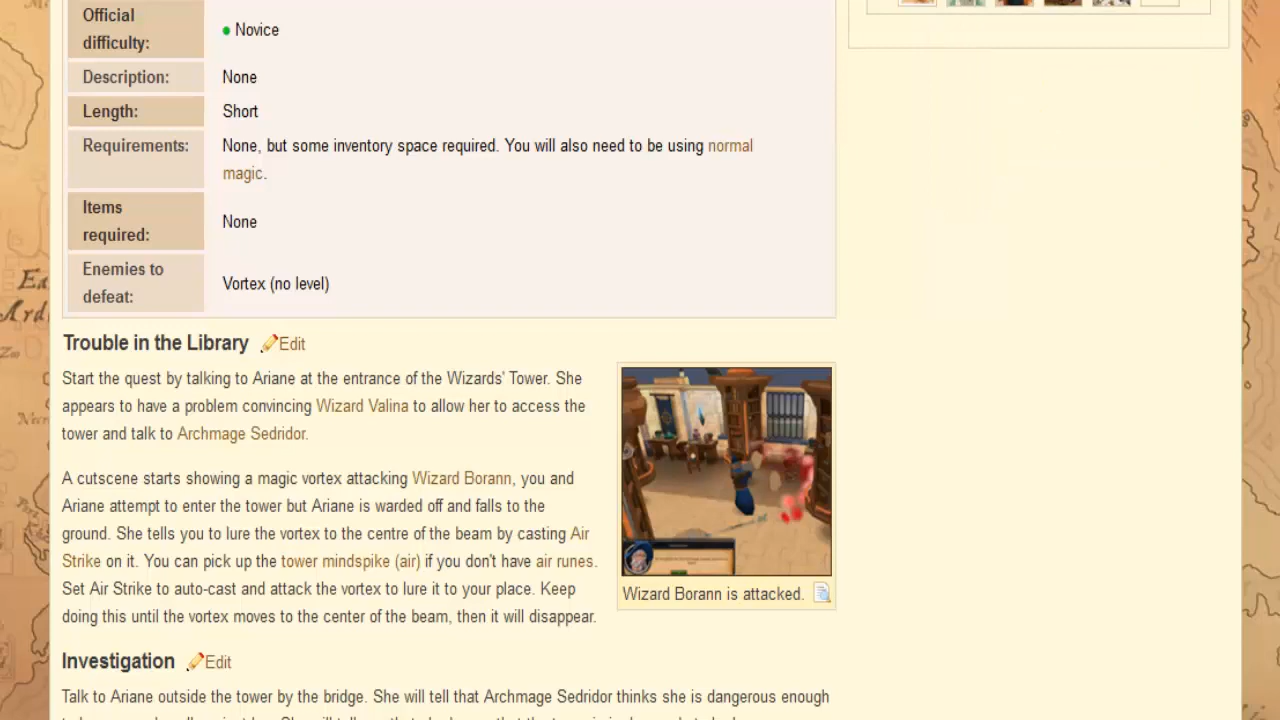 Official
difficulty:
Novice
Description:
None
Length:
Short
Requirements:
None, but some inventory space required. You will also need to be using normal
magic.
Items
required:
None
Enemies to
defeat:
Vortex (no level)
Trouble in the Library Edit
Start the quest by talking to Ariane at the entrance of the Wizards' Tower. She
appears to have a problem convincing Wizard Valina to allow her to access the
tower and talk to Archmage Sedridor.
A cutscene starts showing a magic vortex attacking Wizard Borann, you and
Ariane attempt to enter the tower but Ariane is warded off and falls to the
ground. She tells you to lure the vortex to the centre of the beam by casting Air
Strike on it. You can pick up the tower mindspike (air) if you don't have air runes.
Set Air Strike to auto-cast and attack the vortex to lure it to your place. Keep
doing this until the vortex moves to the center of the beam, then it will disappear.
Wizard Borann is attacked.
Investigation Edit
Talk to Ariane outside the tower by the bridge. She will tell that Archmage Sedridor thinks she is dangerous enough